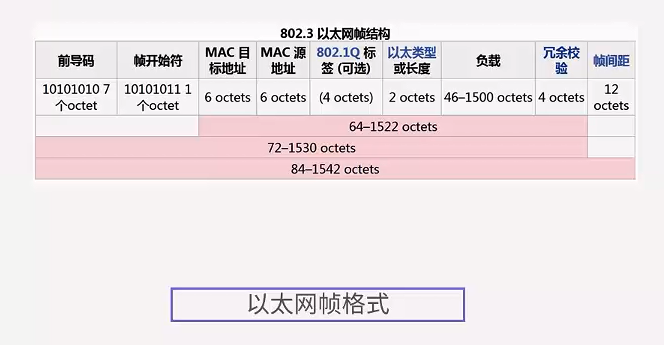 802.3 以太网帧结构
前导码 帧开始符 MAC 目标地址 MAC 源地址 802.1Q 标签 (可选) 以太类型或长度 负载 冗余校验 帧间距
10101010 7个octet 10101011 1个octet 6 octets 6 octets (4 octets) 2 octets 46–1500 octets 4 octets 12 octets
64–1522 octets
72–1530 octets
84–1542 octets
以太网帧格式